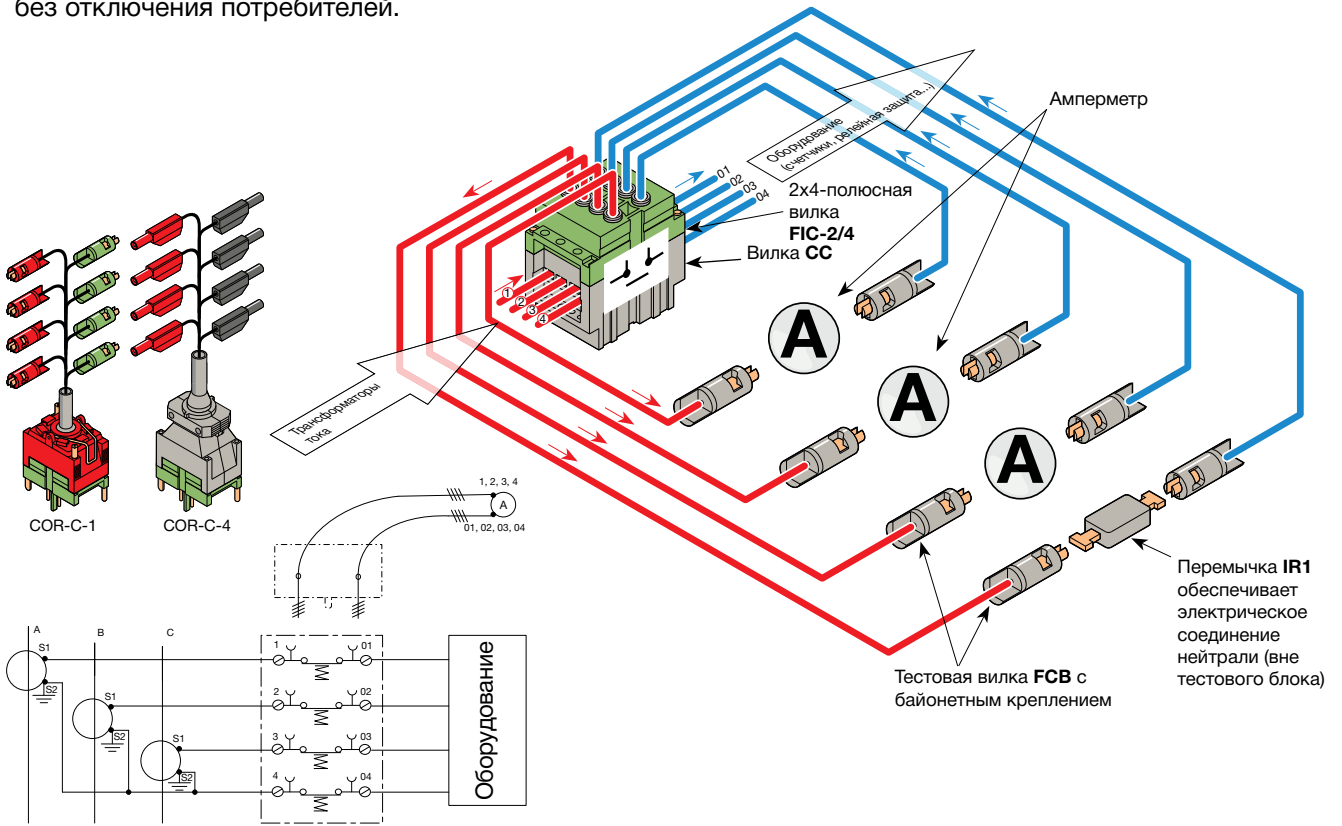 без отключения потребителей.
Амперметр
Оборудование
(счетчики, релейная защита...)
01
02
03
04
2x4-полюсная
вилка
FIC-2/4
Вилка CC
1
2
3
4
A
A
A
Трансформаторы
тока
COR-C-1
COR-C-4
1, 2, 3, 4
A
01, 02, 03, 04
Перемычка IR1
обеспечивает
электрическое
соединение
нейтрали (вне
тестового блока)
Тестовая вилка FCB с
байонетным креплением
A
B
C
S1
S2
S1
S2
S1
S2
1
01
2
02
3
03
4
04
Оборудование